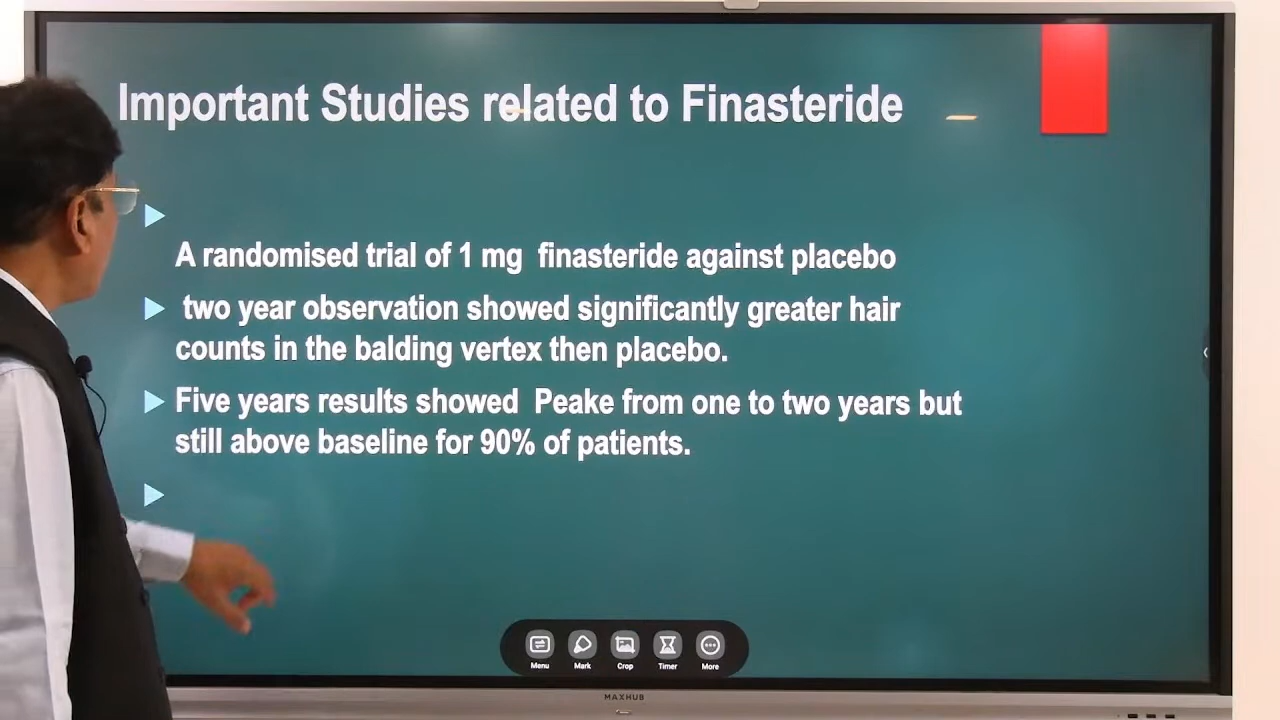 Important Studies related to Finasteride
A randomised trial of 1 mg finasteride against placebo
two year observation showed significantly greater hair
counts in the balding vertex then placebo.
Five years results showed Peake from one to two years but
still above baseline for 90% of patients.
Menu Mark Crop Timer More
MAXHUB